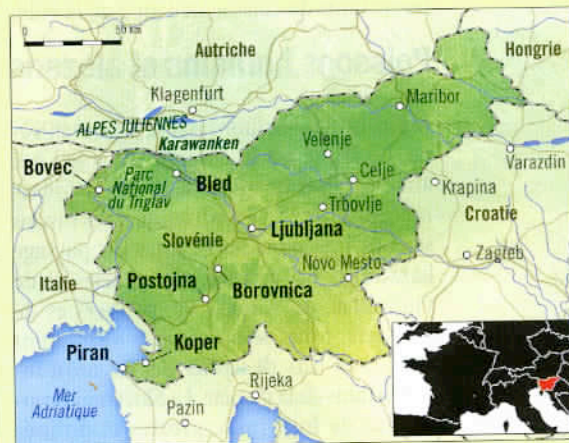 50 km
Autriche
Hongrie
Klagenfurt
Maribor
ALPES JULIENNES
Karawanken
Velenje
Varazdin
Bovec
Parc
National
du Triglav
Bled
Celje
Krapina
Trbovlje
Croatie
Slovénie
Ljubljana
Zagreb
Italie
Novo Mesto
Postojna
Borovnica
Piran
Koper
Mer
Adriatique
Rijeka
Pazin